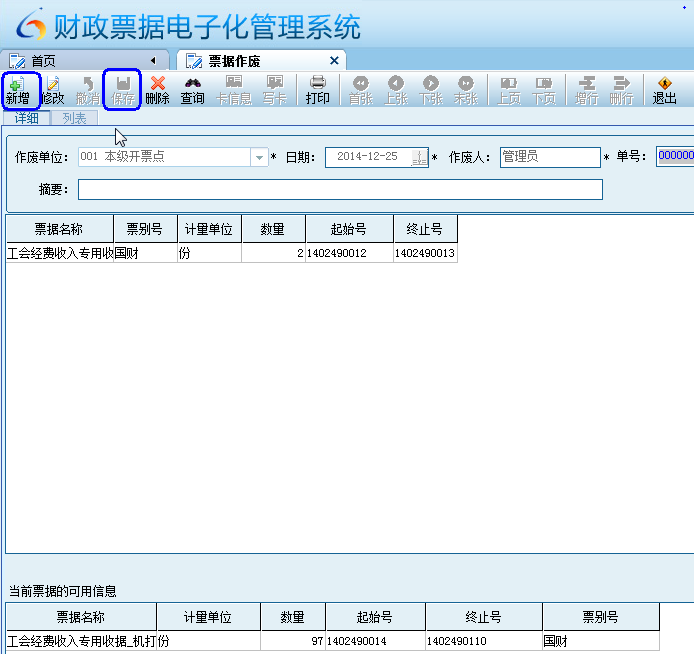 财政票据电子化管理系统
首页 票据作废
新增 修改 撤消 保存 删除 查询 卡信息 写卡 打印 首张 上张 下张 末张 上页 下页 增行 删行 退出
详细 列表
作废单位： 001 本级开票点 * 日期： 2014-12-25 * 作废人： 管理员 * 单号： 000000
摘要：
票据名称 票别号 计量单位 数量 起始号 终止号
工会经费收入专用收 国财 份 2 1402490012 1402490013
当前票据的可用信息
票据名称 计量单位 数量 起始号 终止号 票别号
工会经费收入专用收据_机打 份 97 1402490014 1402490110 国财